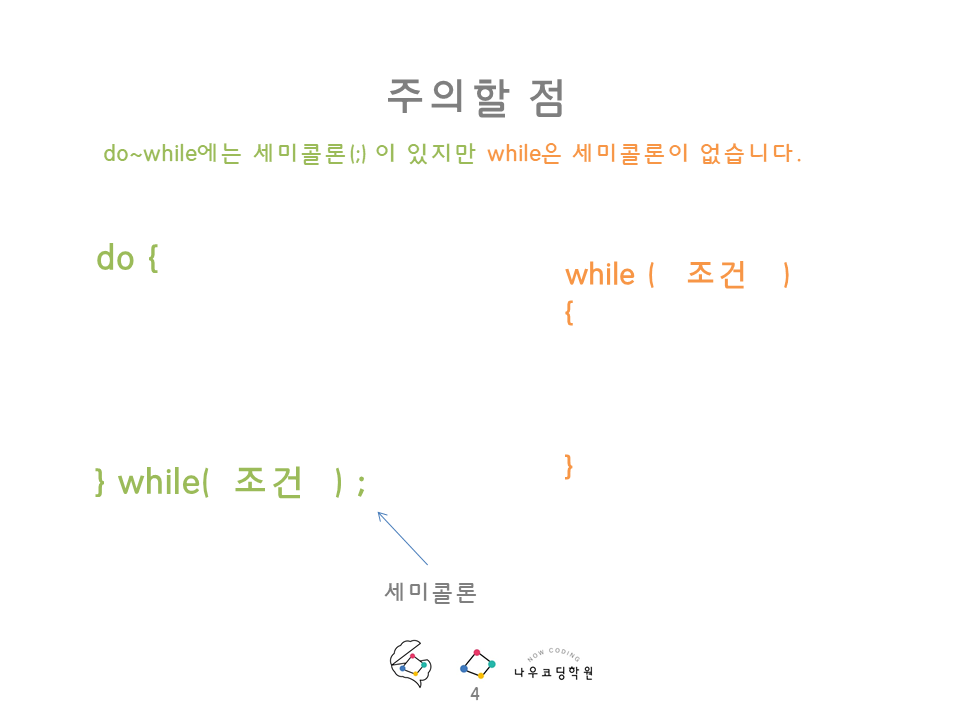 주의할 점
do~while에는 세미콜론(;) 이 있지만 while은 세미콜론이 없습니다.
do {
} while( 조건 ) ;
while ( 조건 )
{
}
세미콜론
NOW CODING
나우코딩학원
4